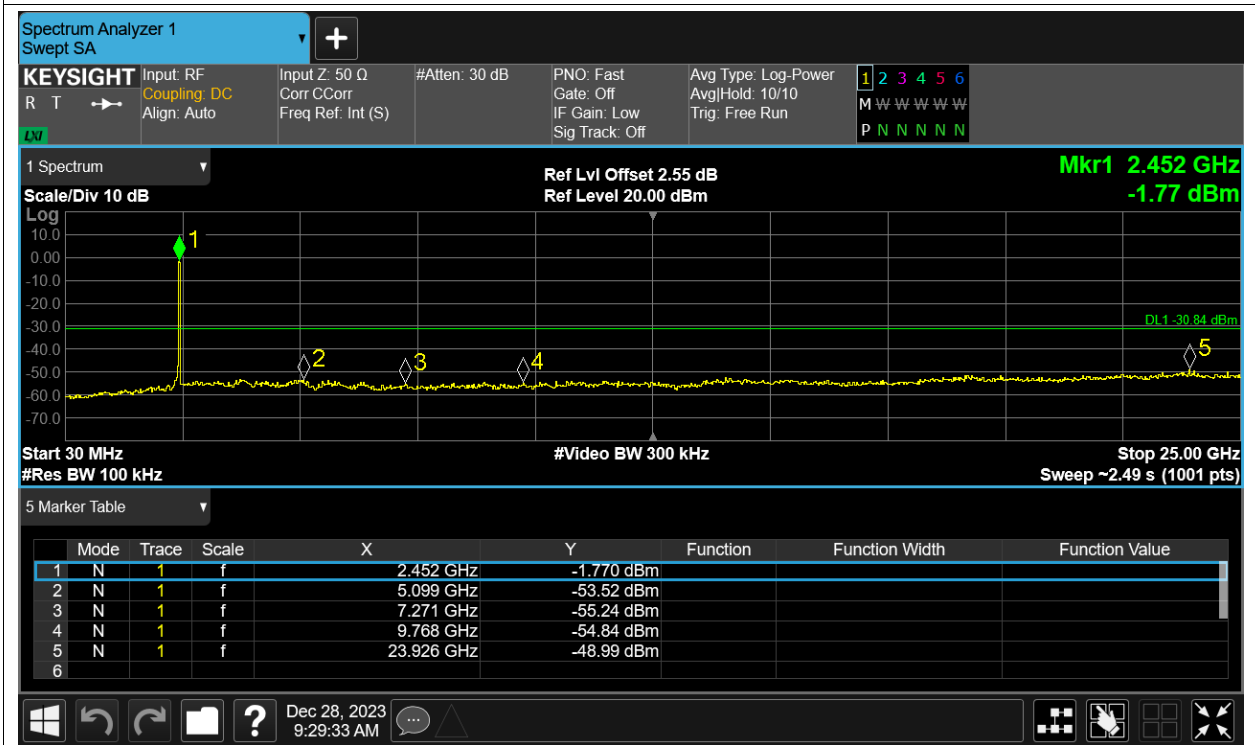 Spectrum Analyzer 1
Swept SA
KEYSIGHT Input: RF Input Z: 50 Ω #Atten: 30 dB PNO: Fast Avg Type: Log-Power 1 2 3 4 5 6
R T Coupling: DC Corr CCorr Gate: Off Avg|Hold: 10/10 M W W W W W W
Align: Auto Freq Ref: Int (S) IF Gain: Low Trig: Free Run
LXI Sig Track: Off P N N N N N N
1 Spectrum Ref Lvl Offset 2.55 dB Mkr1 2.452 GHz
Scale/Div 10 dB Ref Level 20.00 dBm -1.77 dBm
Log
10.0
1
0.00
-10.0
-20.0
-30.0
DL1 -30.84 dBm
-40.0
2 3 4 5
-50.0
-60.0
-70.0
Start 30 MHz #Video BW 300 kHz Stop 25.00 GHz
#Res BW 100 kHz Sweep ~2.49 s (1001 pts)
5 Marker Table
Mode Trace Scale X Y Function Function Width Function Value
1 N 1 f 2.452 GHz -1.770 dBm
2 N 1 f 5.099 GHz -53.52 dBm
3 N 1 f 7.271 GHz -55.24 dBm
4 N 1 f 9.768 GHz -54.84 dBm
5 N 1 f 23.926 GHz -48.99 dBm
6
? Dec 28, 2023
9:29:33 AM